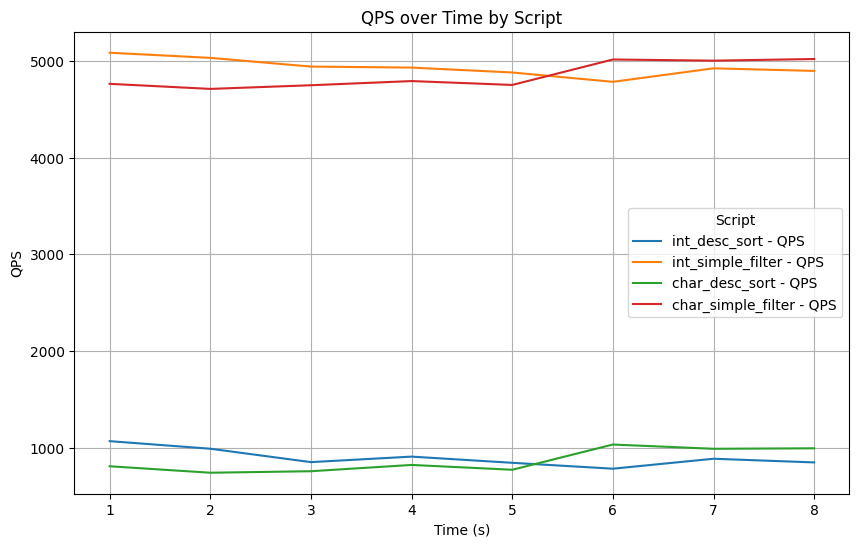 QPS over Time by Script
5000
4000
3000
2000
1000
QPS
Script
int_desc_sort - QPS
int_simple_filter - QPS
char_desc_sort - QPS
char_simple_filter - QPS
1 2 3 4 5 6 7 8
Time (s)